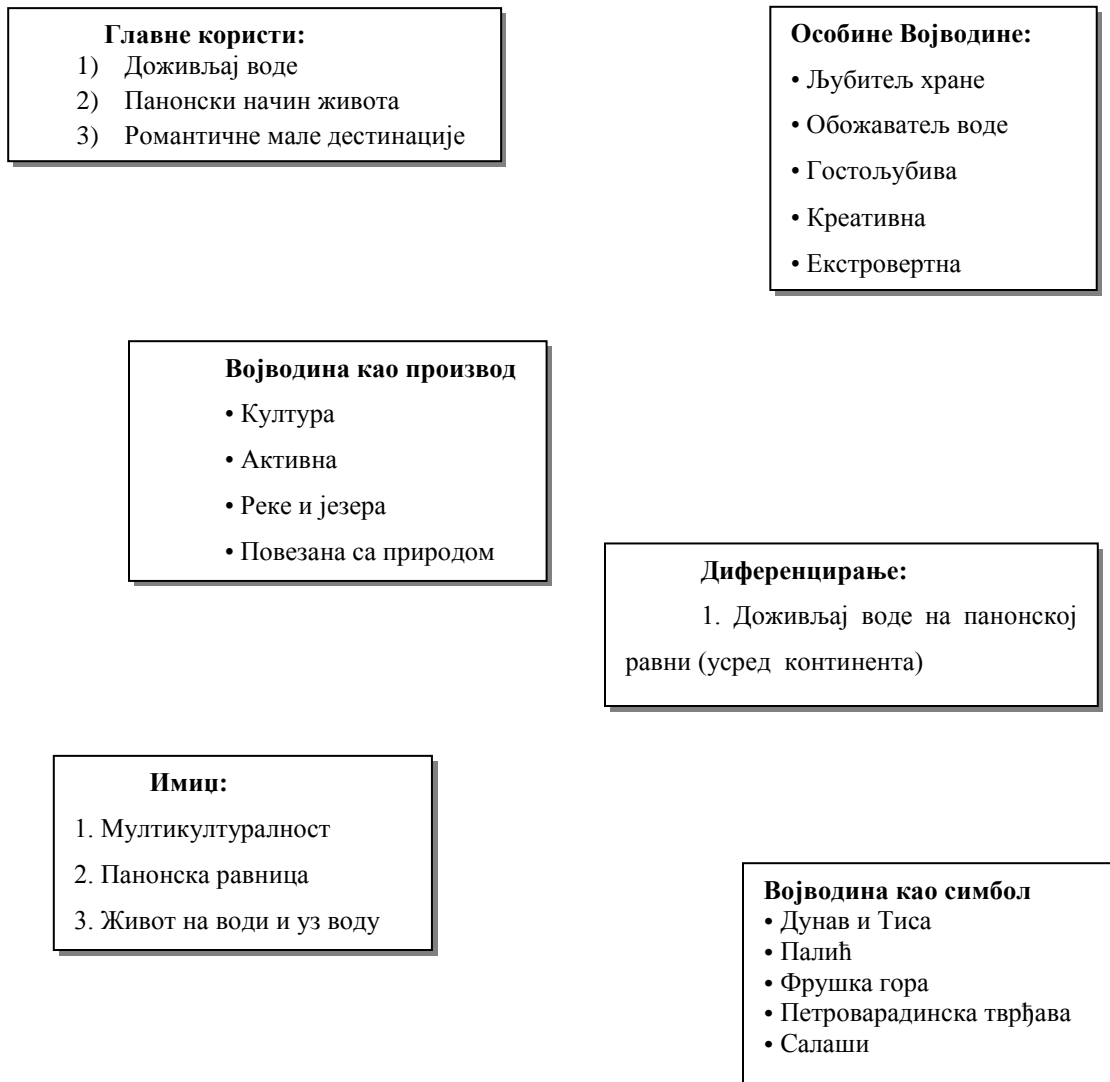 Главне користи:
1) Доживљај воде
2) Панонски начин живота
3) Романтичне мале дестинације
Особине Војводине:
• Љубитељ хране
• Обожаватељ воде
• Гостољубива
• Креативна
• Екстровертна
Војводина као производ
• Култура
• Активна
• Реке и језера
• Повезана са природом
Диференцирање:
1. Доживљај воде на панонској
равни (усред континента)
Имиџ:
1. Мултикултуралност
2. Панонска равница
3. Живот на води и уз воду
Војводина као симбол
• Дунав и Тиса
• Палић
• Фрушка гора
• Петроварадинска тврђава
• Салаши